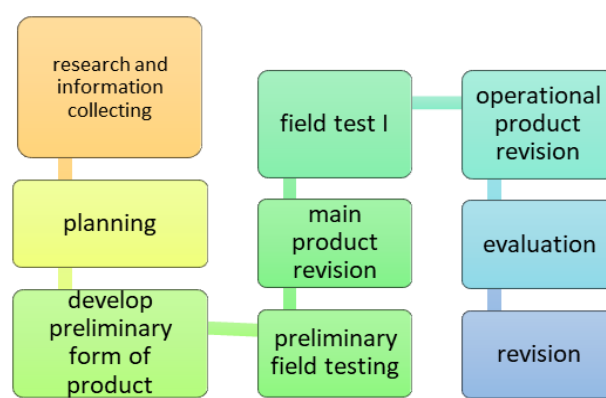 research and
information
collecting
planning
develop
preliminary
form of
product
preliminary
field testing
main
product
revision
field test I
operational
product
revision
evaluation
revision